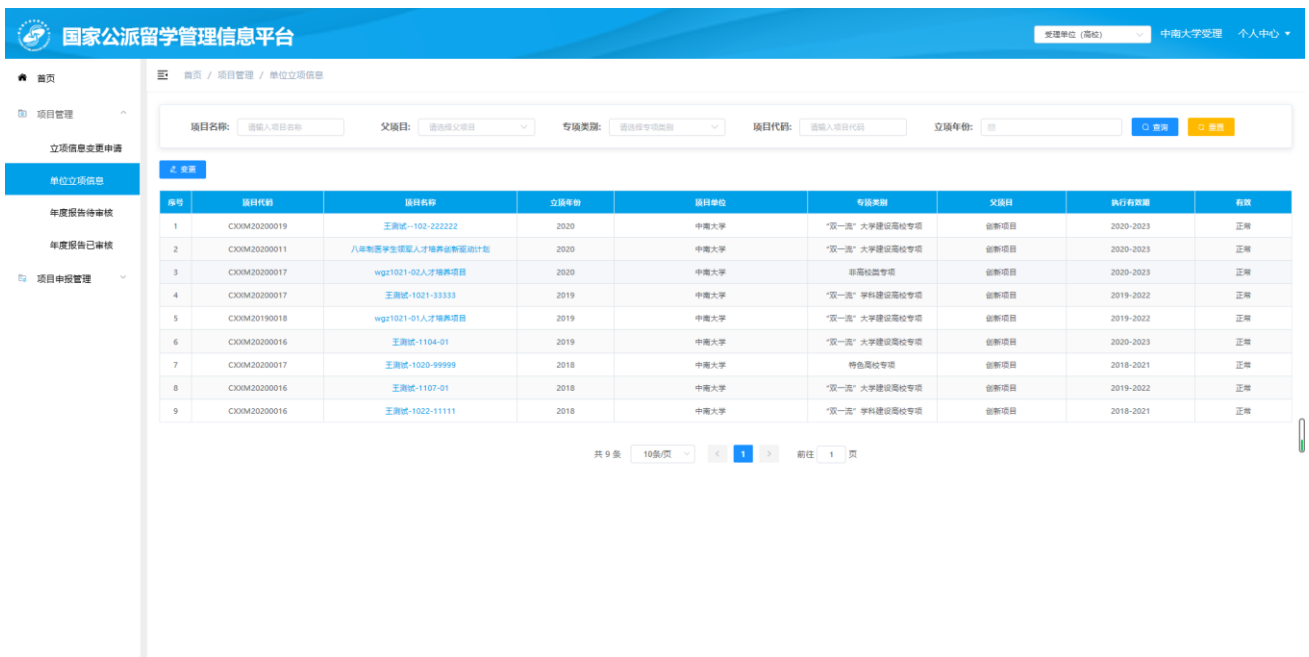 国家公派留学管理信息平台
受理单位 (高校) 中南大学受理 个人中心
首页
首页 / 项目管理 / 单位立项信息
项目管理
立项信息变更申请
单位立项信息
年度报告待审核
年度报告已审核
项目申报管理
项目名称: 请输入项目名称 父项目: 请选择父项目 专项类别: 请选择专项类别 项目代码: 请输入项目代码 立项年份: 查询 重置
变更
序号 项目代码 项目名称 立项年份 项目单位 专项类别 父项目 执行有效期 有效
1 CXXM20200019 王测试--102-222222 2020 中南大学 “双一流” 大学建设高校专项 创新项目 2020-2023 正常
2 CXXM20200011 八年制医学生领军人才培养创新驱动计划 2020 中南大学 “双一流” 大学建设高校专项 创新项目 2020-2023 正常
3 CXXM20200017 wgz1021-02人才培养项目 2020 中南大学 非高校类专项 创新项目 2020-2023 正常
4 CXXM20200017 王测试-1021-33333 2019 中南大学 “双一流” 学科建设高校专项 创新项目 2019-2022 正常
5 CXXM20190018 wgz1021-01人才培养项目 2019 中南大学 “双一流” 大学建设高校专项 创新项目 2019-2022 正常
6 CXXM20200016 王测试-1104-01 2019 中南大学 “双一流” 大学建设高校专项 创新项目 2020-2023 正常
7 CXXM20200017 王测试-1020-99999 2018 中南大学 特色高校专项 创新项目 2018-2021 正常
8 CXXM20200016 王测试-1107-01 2018 中南大学 “双一流” 大学建设高校专项 创新项目 2019-2022 正常
9 CXXM20200016 王测试-1022-11111 2018 中南大学 “双一流” 学科建设高校专项 创新项目 2018-2021 正常
共 9 条 10条/页 1 前往 1 页